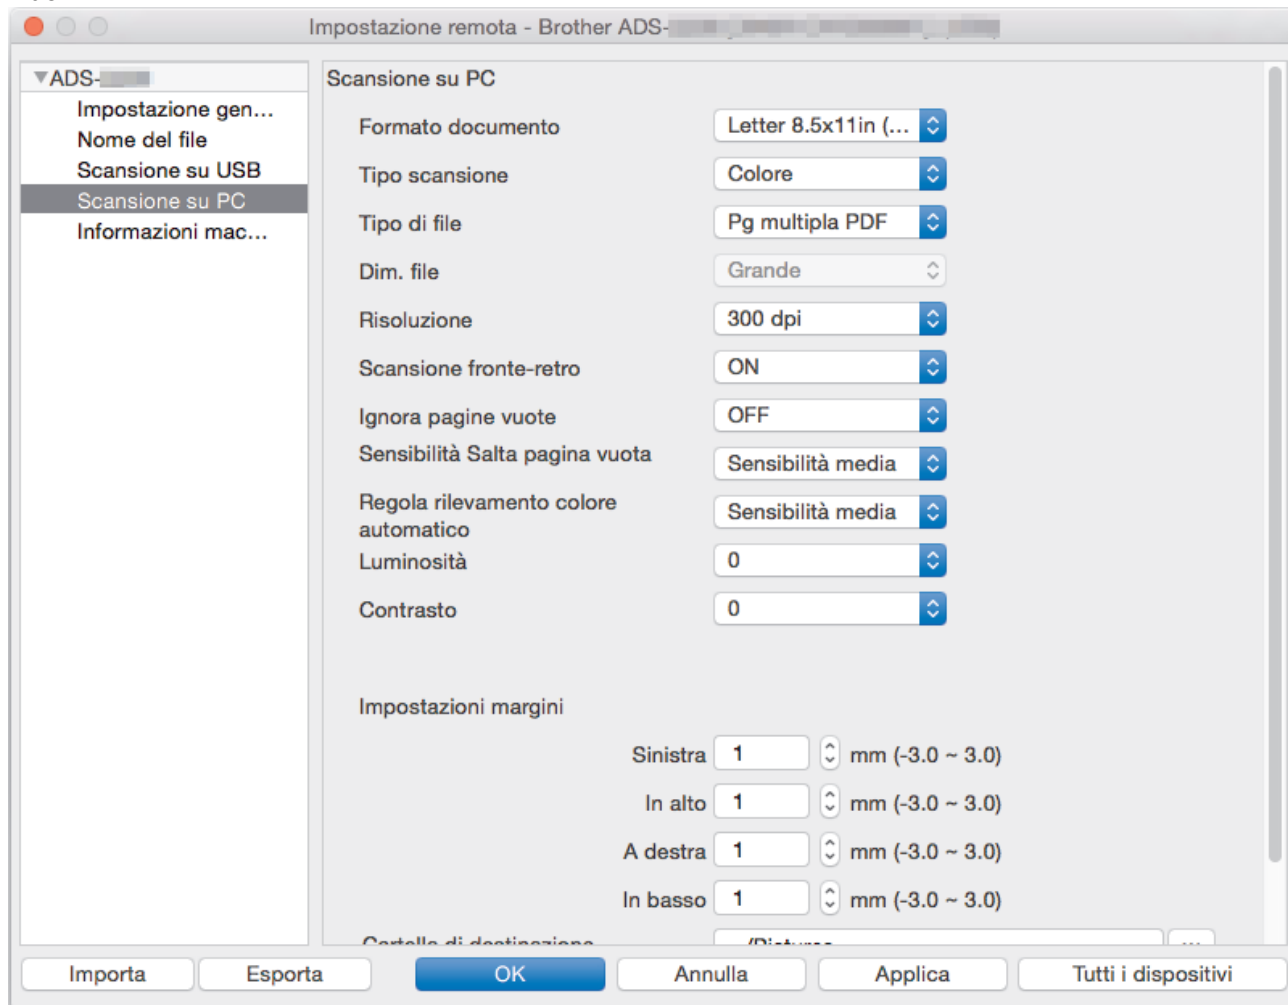 Impostazione remota - Brother ADS-
ADS-
Impostazione gen...
Nome del file
Scansione su USB
Scansione su PC
Informazioni mac...
Scansione su PC
Formato documento Letter 8.5x11in (...
Tipo scansione Colore
Tipo di file Pg multipla PDF
Dim. file Grande
Risoluzione 300 dpi
Scansione fronte-retro ON
Ignora pagine vuote OFF
Sensibilità Salta pagina vuota Sensibilità media
Regola rilevamento colore
automatico Sensibilità media
Luminosità 0
Contrasto 0
Impostazioni margini
Sinistra 1 mm (-3.0 ~ 3.0)
In alto 1 mm (-3.0 ~ 3.0)
A destra 1 mm (-3.0 ~ 3.0)
In basso 1 mm (-3.0 ~ 3.0)
Cartella di destinazione ~/Pictures ...
Importa Esporta OK Annulla Applica Tutti i dispositivi